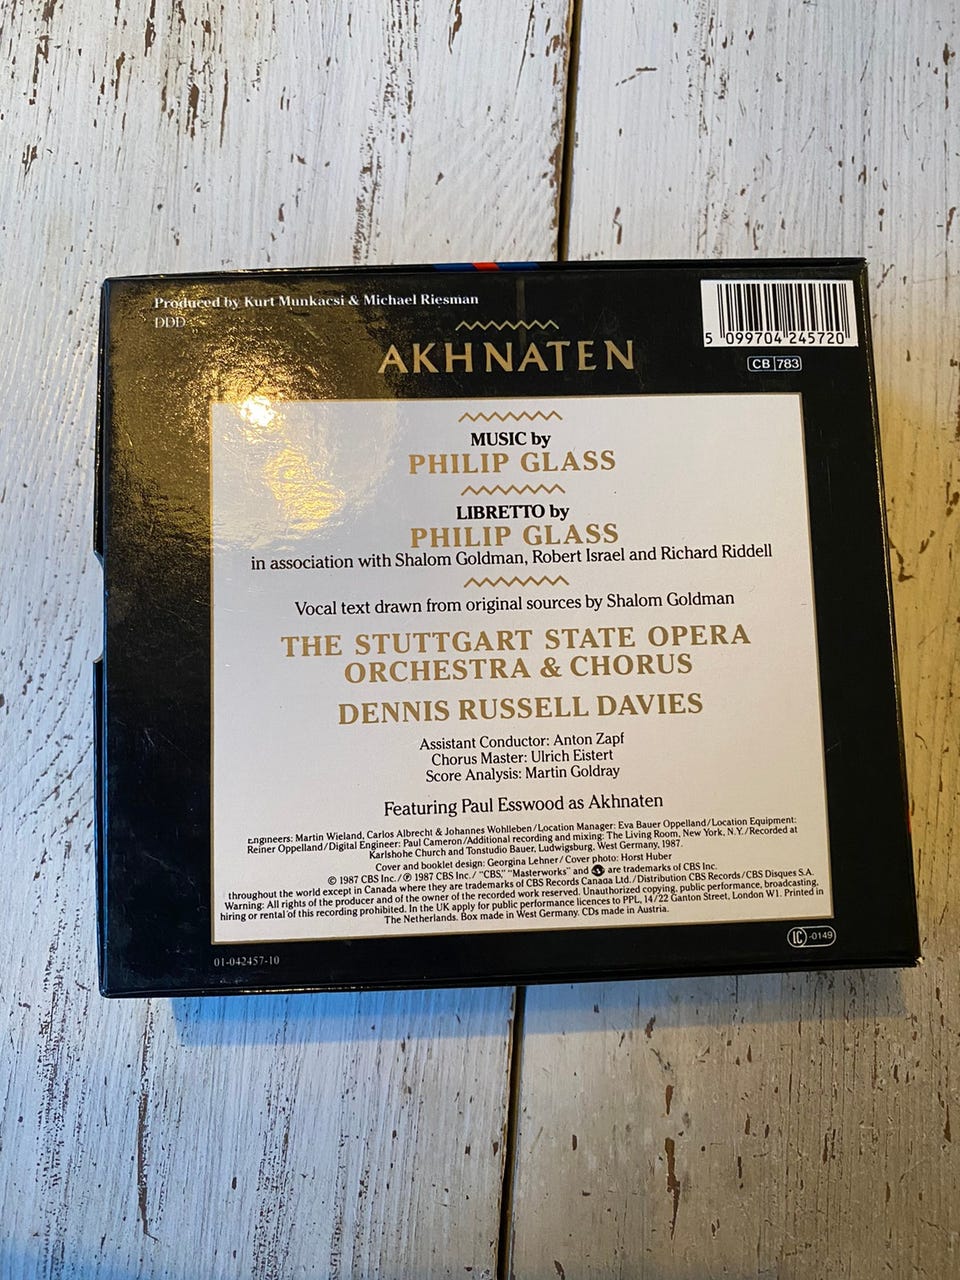 Produced by Kurt Munkacsi & Michael Riesman
DDD
5 099704 245720
CB 783
AKHNATEN
MUSIC by
PHILIP GLASS
LIBRETTO by
PHILIP GLASS
in association with Shalom Goldman, Robert Israel and Richard Riddell
Vocal text drawn from original sources by Shalom Goldman
THE STUTTGART STATE OPERA
ORCHESTRA & CHORUS
DENNIS RUSSELL DAVIES
Assistant Conductor: Anton Zapf
Chorus Master: Ulrich Eistert
Score Analysis: Martin Goldray
Featuring Paul Esswood as Akhnaten
Engineers: Martin Wieland, Carlos Albrecht & Johannes Wohlleben/Location Manager: Eva Bauer Oppelland/Location Equipment:
Reiner Oppelland/Digital Engineer: Paul Cameron/Additional recording and mixing: The Living Room, New York, N.Y./Recorded at
Karlshohe Church and Tonstudio Bauer, Ludwigsburg, West Germany, 1987.
Cover and booklet design: Georgina Lehner/Cover photo: Horst Huber
© 1987 CBS Inc./℗ 1987 CBS Inc./"CBS," "Masterworks" and are trademarks of CBS Inc.
throughout the world except in Canada where they are trademarks of CBS Records Canada Ltd./Distribution CBS Records/CBS Disques S.A.
Warning: All rights of the producer and of the owner of the recorded work reserved. Unauthorized copying, public performance, broadcasting,
hiring or rental of this recording prohibited. In the UK apply for public performance licences to PPL, 14/22 Ganton Street, London W1. Printed in
The Netherlands. Box made in West Germany. CDs made in Austria.
01-042457-10
IC -0149